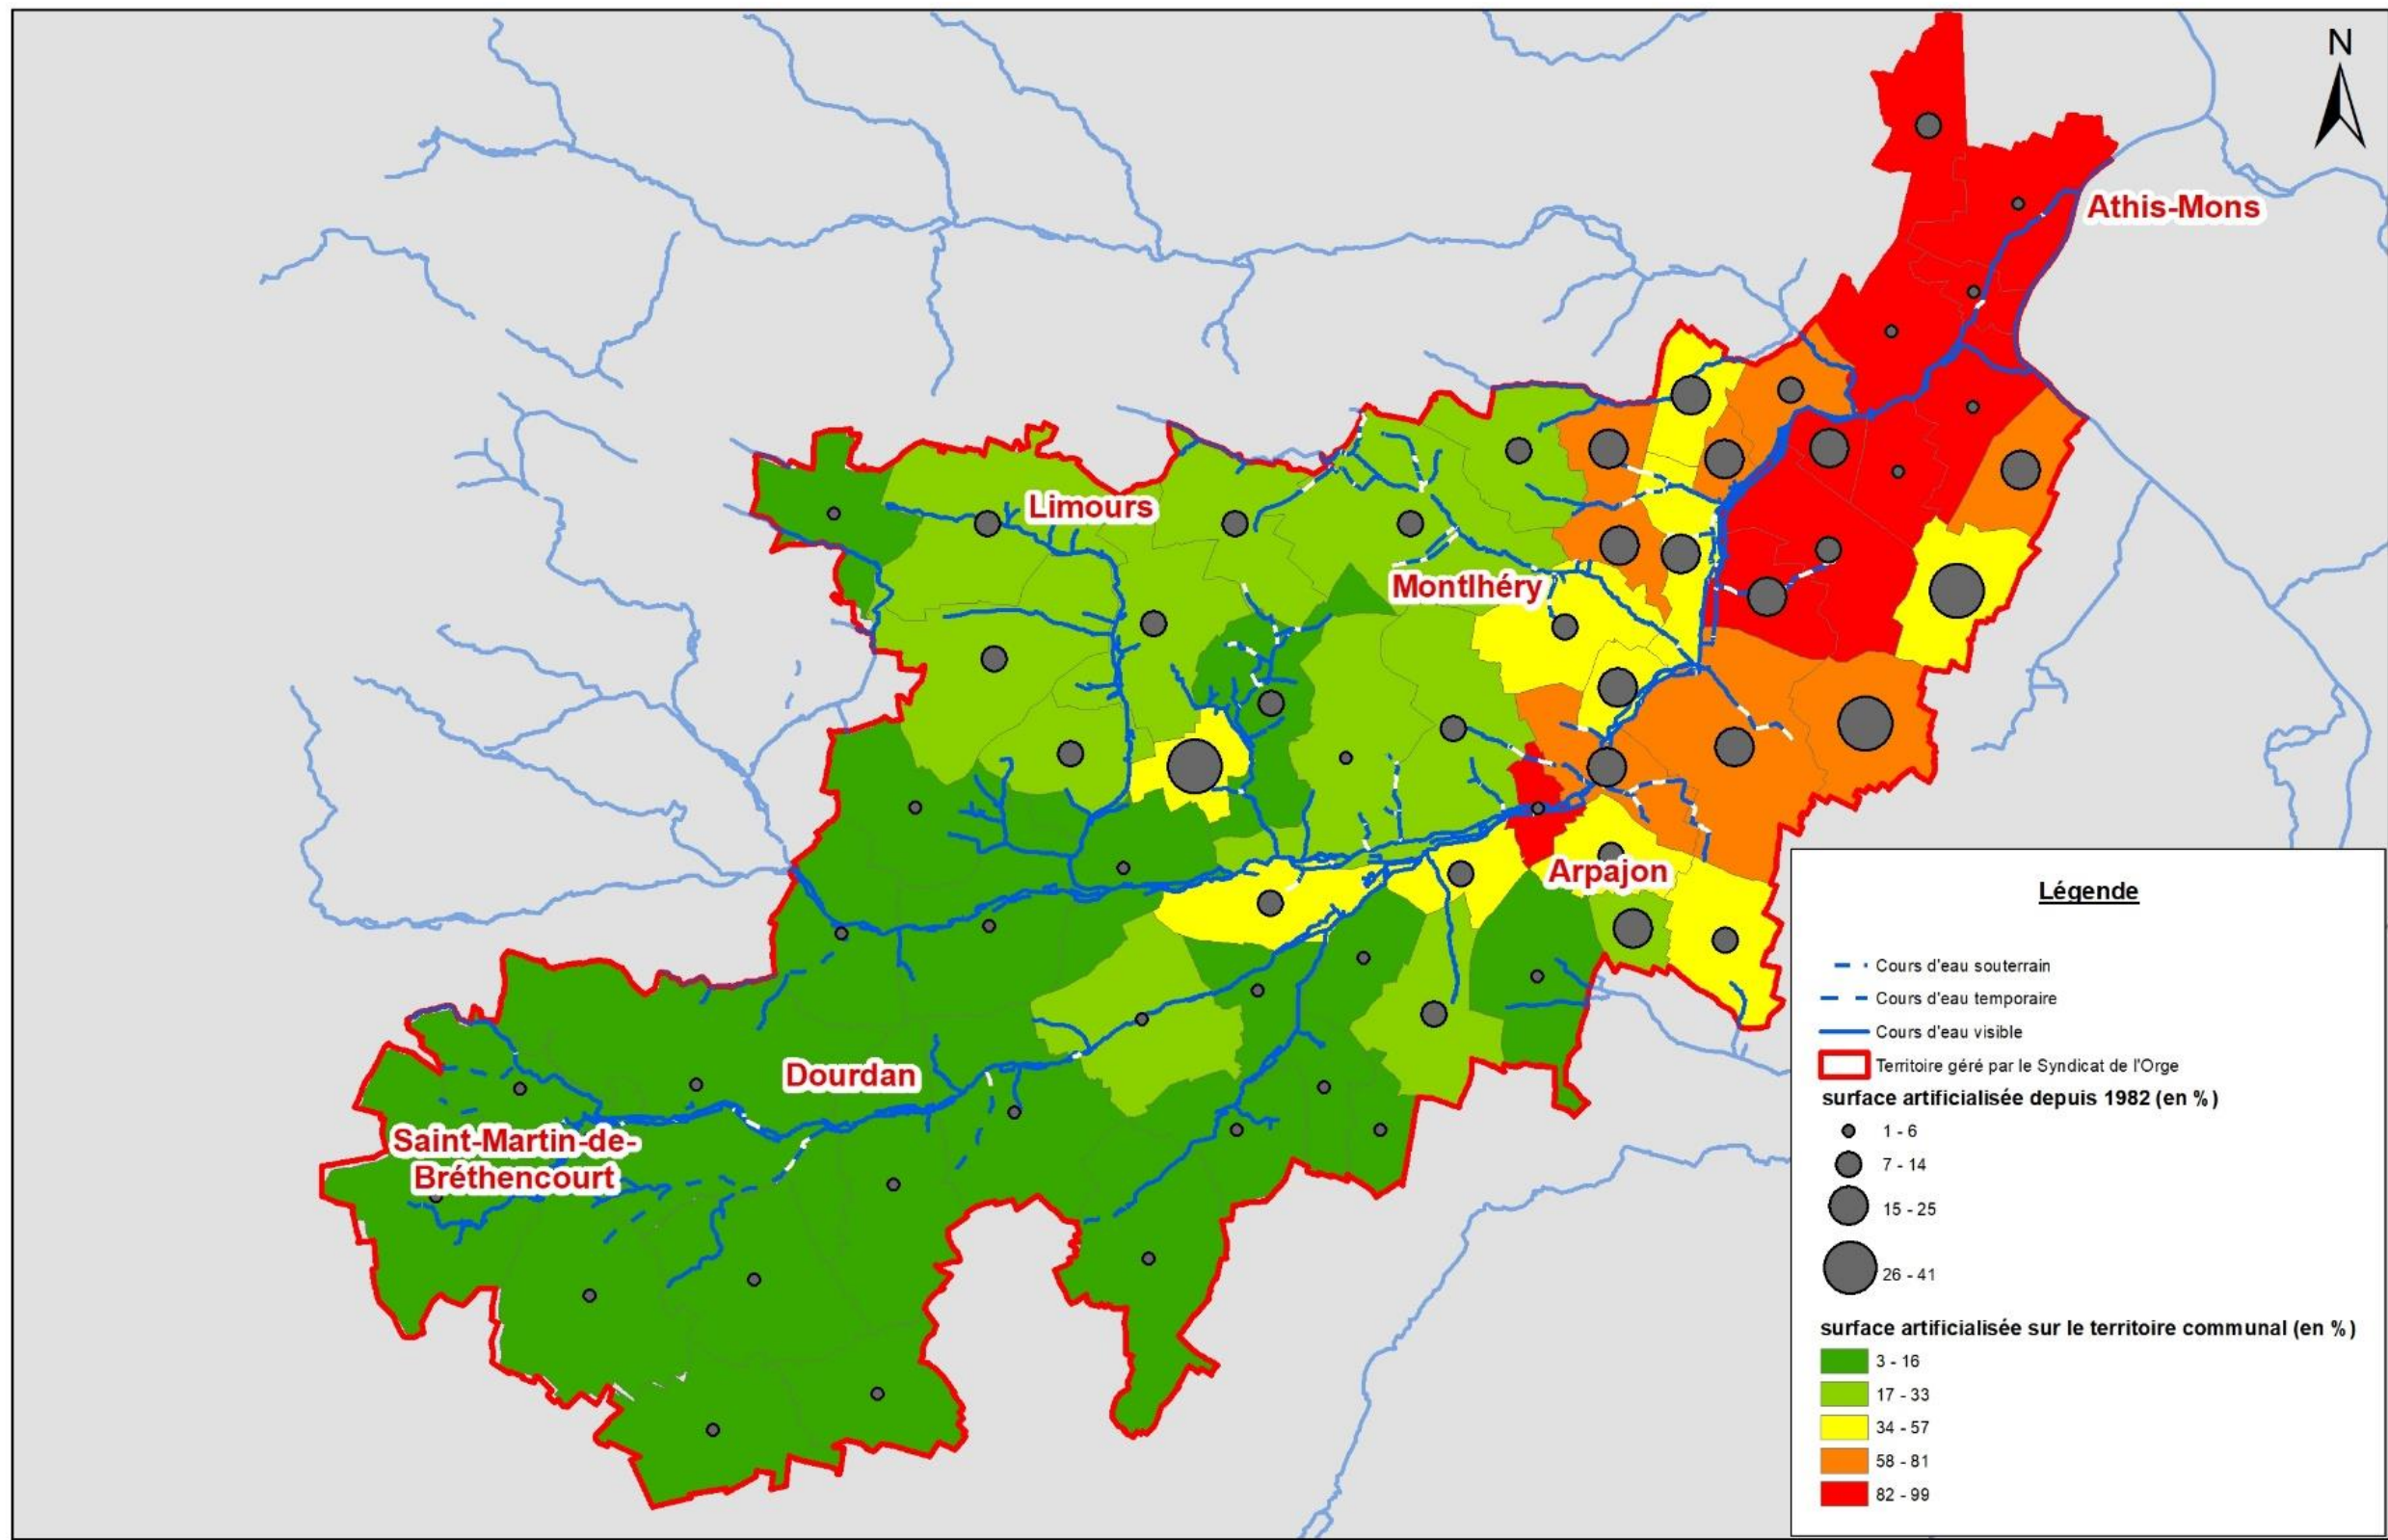 N
Athis-Mons
Limours
Montlhéry
Arpajon
Dourdan
Saint-Martin-de-
Bréthencourt
Légende
Cours d'eau souterrain
Cours d'eau temporaire
Cours d'eau visible
Territoire géré par le Syndicat de l'Orge
surface artificialisée depuis 1982 (en %)
1 - 6
7 - 14
15 - 25
26 - 41
surface artificialisée sur le territoire communal (en %)
3 - 16
17 - 33
34 - 57
58 - 81
82 - 99